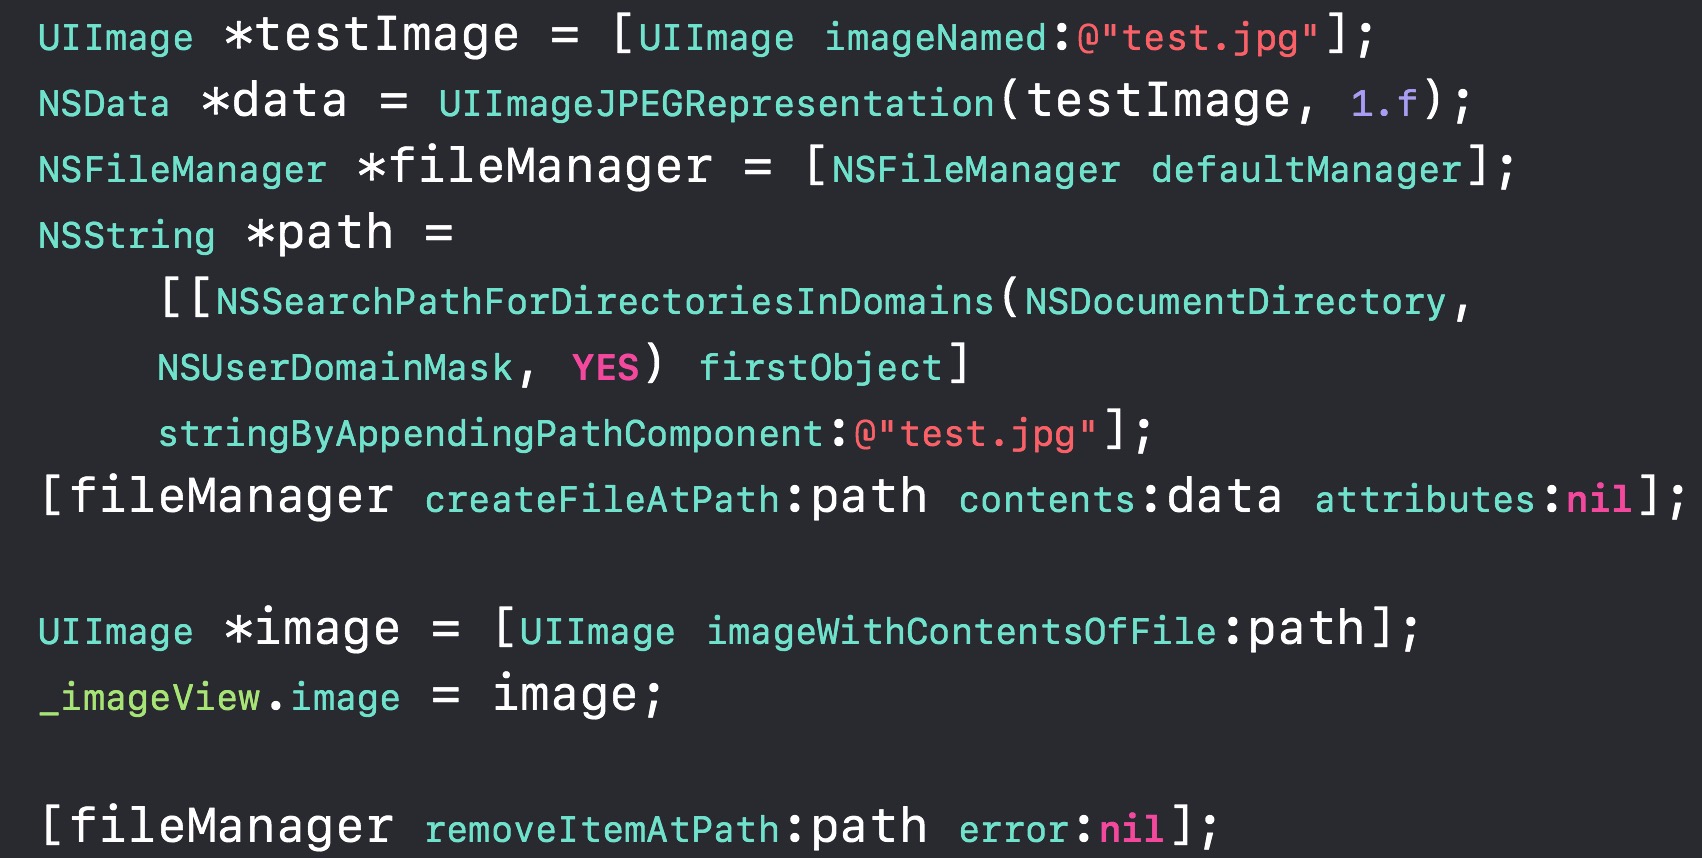 UIImage *testImage = [UIImage imageNamed:@"test.jpg"];
NSData *data = UIImageJPEGRepresentation(testImage, 1.f);
NSFileManager *fileManager = [NSFileManager defaultManager];
NSString *path =
[[NSSearchPathForDirectoriesInDomains(NSDocumentDirectory,
NSUserDomainMask, YES) firstObject]
stringByAppendingPathComponent:@"test.jpg"];
[fileManager createFileAtPath:path contents:data attributes:nil];
UIImage *image = [UIImage imageWithContentsOfFile:path];
_imageView.image = image;
[fileManager removeItemAtPath:path error:nil];